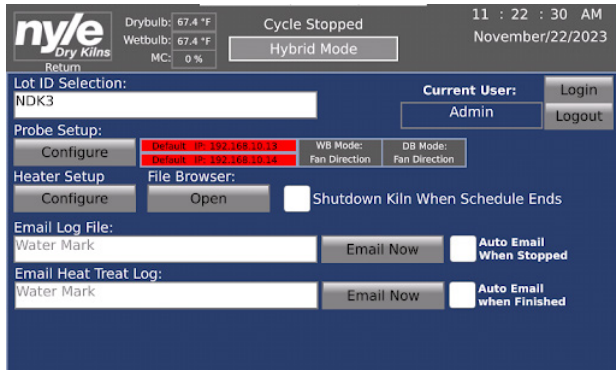 nyle
Dry Kilns
Return
Drybulb: 67.4 °F
Wetbulb: 67.4 °F
MC: 0 %
Cycle Stopped
Hybrid Mode
11 : 22 : 30 AM
November/22/2023
Lot ID Selection:
NDK3
Current User:
Admin
Login
Logout
Probe Setup:
Configure
Default IP: 192.168.10.13
Default IP: 192.168.10.14
WB Mode:
Fan Direction
DB Mode:
Fan Direction
Heater Setup
Configure
File Browser:
Open
Shutdown Kiln When Schedule Ends
Email Log File:
Water Mark
Email Now
Auto Email
When Stopped
Email Heat Treat Log:
Water Mark
Email Now
Auto Email
when Finished